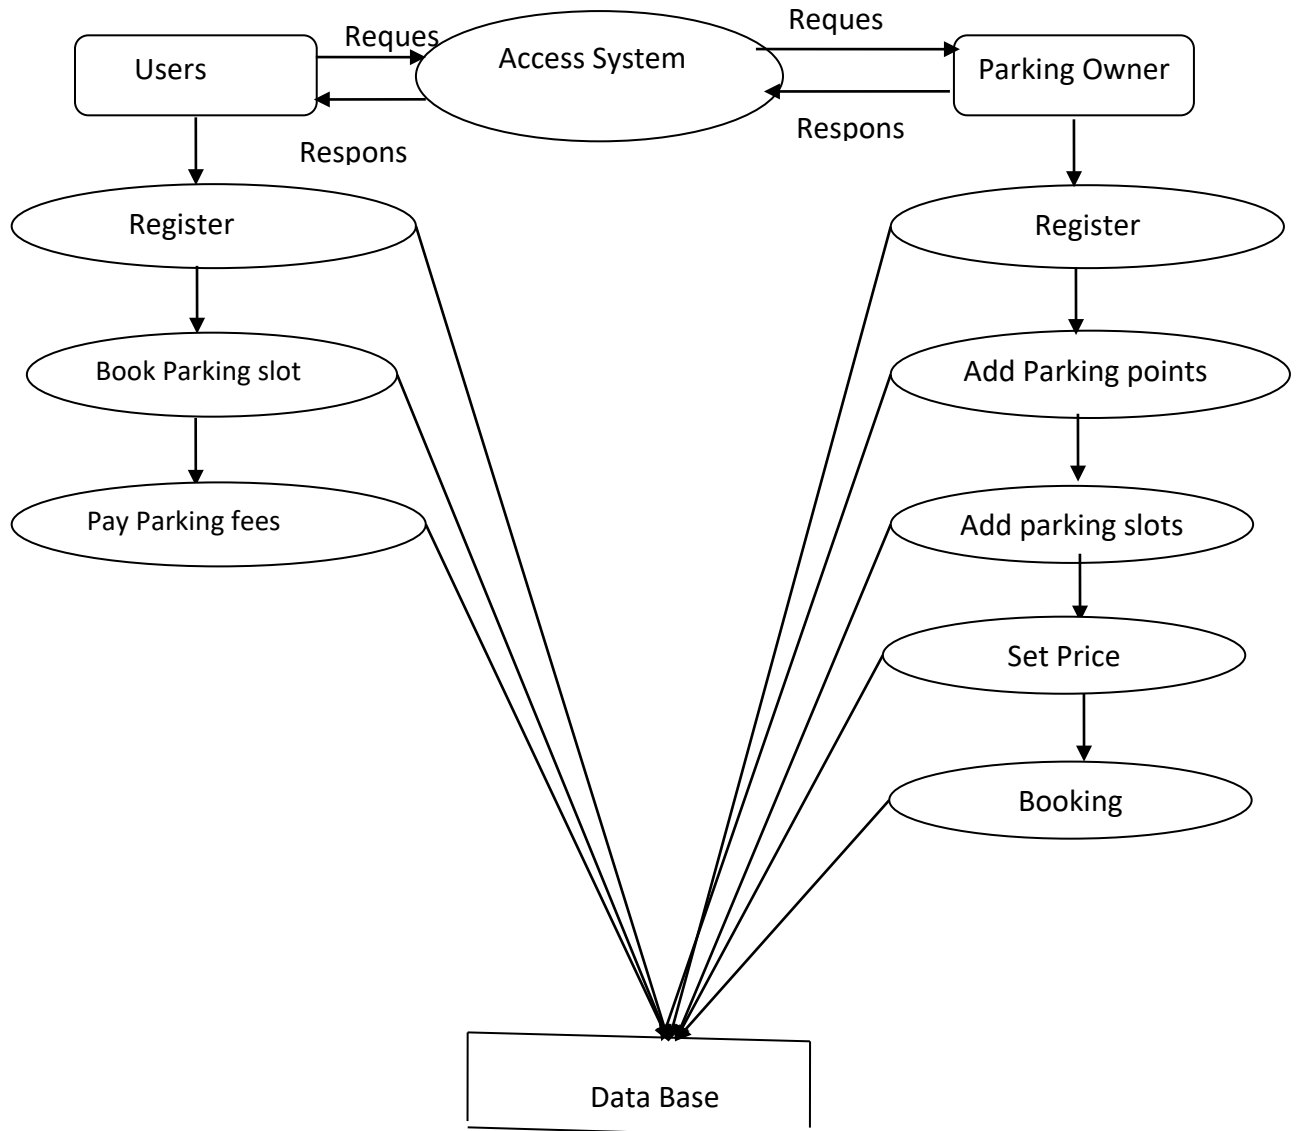 Reques
Users
Reques
Access System
Parking Owner
Respons
Respons
Register
Register
Book Parking slot
Add Parking points
Pay Parking fees
Add parking slots
Set Price
Booking
Data Base